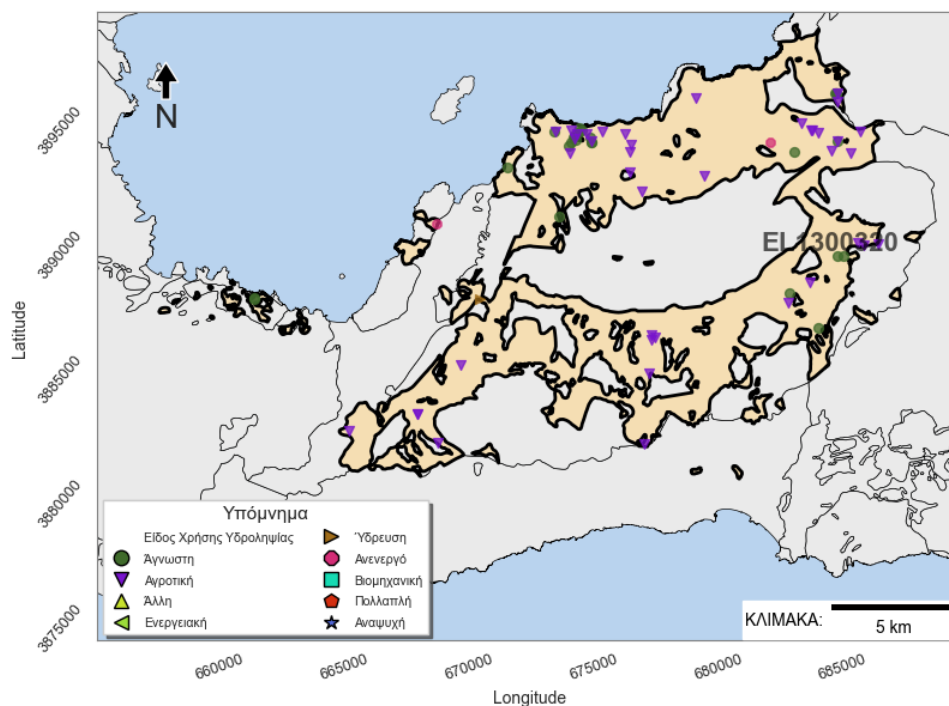 N
EL1300320
3895000
3890000
3885000
3880000
3875000
Latitude
Υπόμνημα
Είδος Χρήσης Υδροληψίας
Άγνωστη
Αγροτική
Άλλη
Ενεργειακή
Ύδρευση
Ανενεργό
Βιομηχανική
Πολλαπλή
Αναψυχή
ΚΛΙΜΑΚΑ:
5 km
660000
665000
670000
675000
680000
685000
Longitude